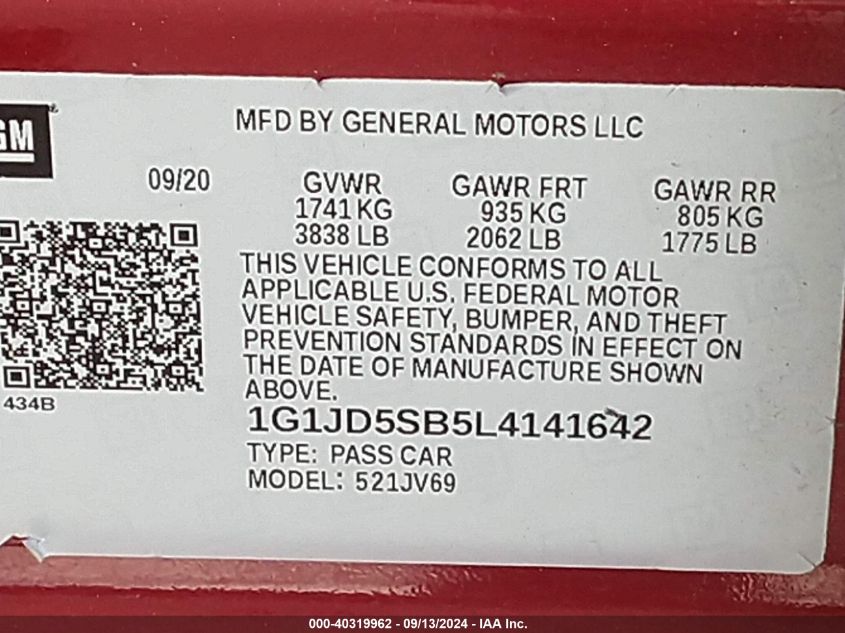 GM
MFD BY GENERAL MOTORS LLC
09/20 GVWR GAWR FRT GAWR RR
1741 KG 935 KG 805 KG
3838 LB 2062 LB 1775 LB
THIS VEHICLE CONFORMS TO ALL
APPLICABLE U.S. FEDERAL MOTOR
VEHICLE SAFETY, BUMPER, AND THEFT
PREVENTION STANDARDS IN EFFECT ON
THE DATE OF MANUFACTURE SHOWN
ABOVE.
434B
1G1JD5SB5L4141642
TYPE: PASS CAR
MODEL: 521JV69
000-40319962 - 09/13/2024 - IAA Inc.